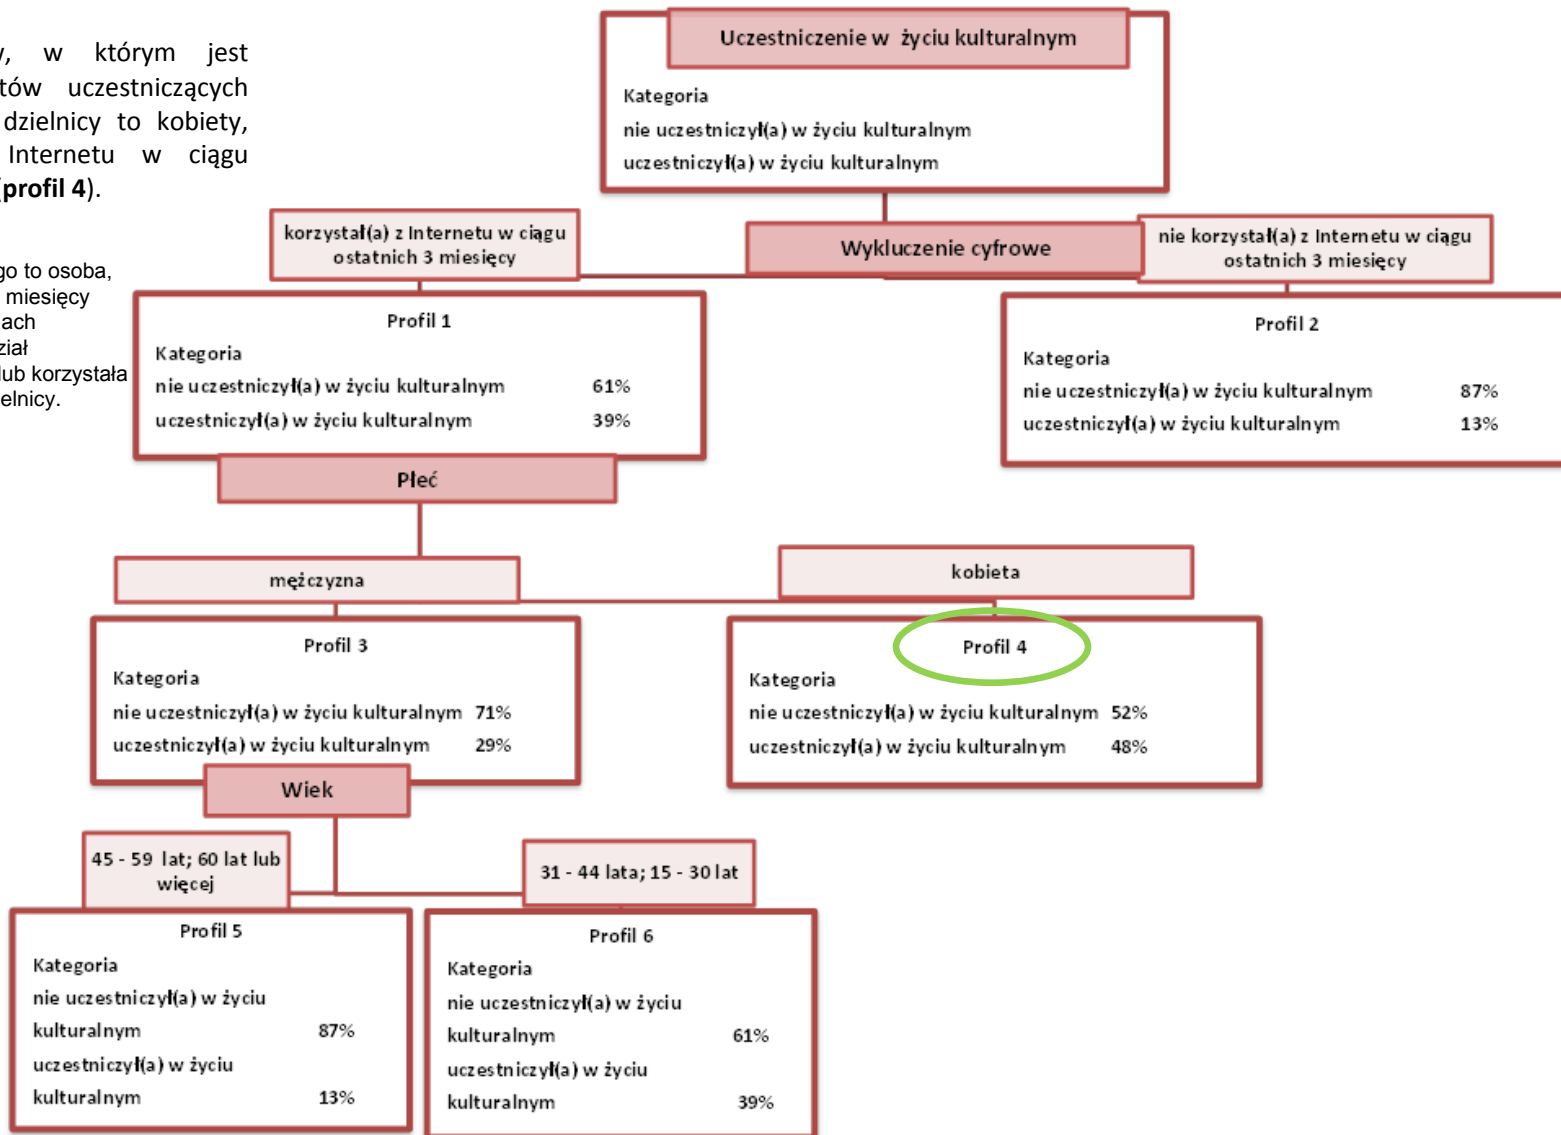 w którym jest
uczestniczących
dzielnicy to kobiety,
Internetu w ciągu
(profil 4).
go to osoba,
miesięcy
lub korzystała
Uczestniczenie w życiu kulturalnym
Kategoria
nie uczestniczył(a) w życiu kulturalnym
uczestniczył(a) w życiu kulturalnym
korzystał(a) z Internetu w ciągu
ostatnich 3 miesięcy
Wykluczenie cyfrowe
nie korzystał(a) z Internetu w ciągu
ostatnich 3 miesięcy
Profil 1
Kategoria
nie uczestniczył(a) w życiu kulturalnym 61%
uczestniczył(a) w życiu kulturalnym 39%
Profil 2
Kategoria
nie uczestniczył(a) w życiu kulturalnym 87%
uczestniczył(a) w życiu kulturalnym 13%
Płeć
mężczyzna
kobieta
Profil 3
Kategoria
nie uczestniczył(a) w życiu kulturalnym 71%
uczestniczył(a) w życiu kulturalnym 29%
Profil 4
Kategoria
nie uczestniczył(a) w życiu kulturalnym 52%
uczestniczył(a) w życiu kulturalnym 48%
Wiek
45 - 59 lat; 60 lat lub
więcej
31 - 44 lata; 15 - 30 lat
Profil 5
Kategoria
nie uczestniczył(a) w życiu
kulturalnym 87%
uczestniczył(a) w życiu
kulturalnym 13%
Profil 6
Kategoria
nie uczestniczył(a) w życiu
kulturalnym 61%
uczestniczył(a) w życiu
kulturalnym 39%